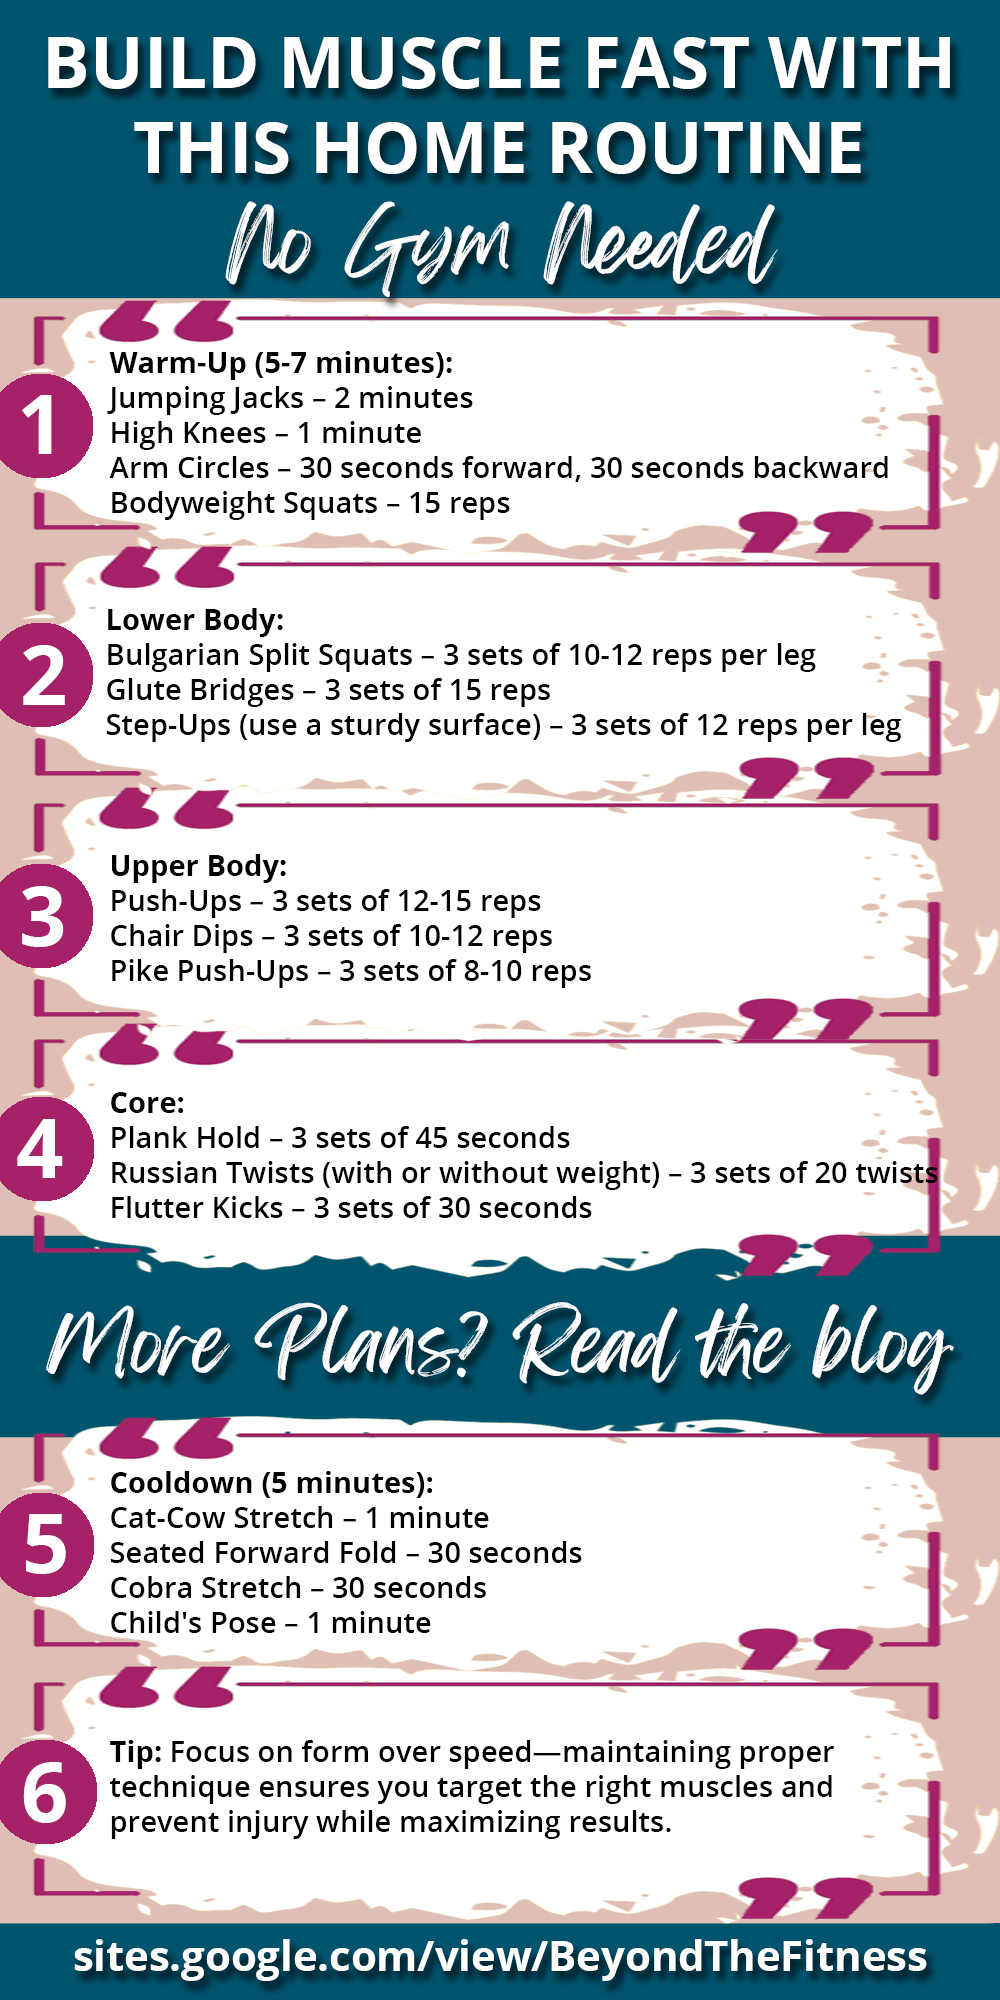 BUILD MUSCLE FAST WITH
THIS HOME ROUTINE
No Gym Needed
1
Warm-Up (5-7 minutes):
Jumping Jacks – 2 minutes
High Knees – 1 minute
Arm Circles – 30 seconds forward, 30 seconds backward
Bodyweight Squats – 15 reps
2
Lower Body:
Bulgarian Split Squats – 3 sets of 10-12 reps per leg
Glute Bridges – 3 sets of 15 reps
Step-Ups (use a sturdy surface) – 3 sets of 12 reps per leg
3
Upper Body:
Push-Ups – 3 sets of 12-15 reps
Chair Dips – 3 sets of 10-12 reps
Pike Push-Ups – 3 sets of 8-10 reps
4
Core:
Plank Hold – 3 sets of 45 seconds
Russian Twists (with or without weight) – 3 sets of 20 twists
Flutter Kicks – 3 sets of 30 seconds
More Plans? Read the blog
5
Cooldown (5 minutes):
Cat-Cow Stretch – 1 minute
Seated Forward Fold – 30 seconds
Cobra Stretch – 30 seconds
Child's Pose – 1 minute
6
Tip: Focus on form over speed—maintaining proper
technique ensures you target the right muscles and
prevent injury while maximizing results.
sites.google.com/view/BeyondTheFitness